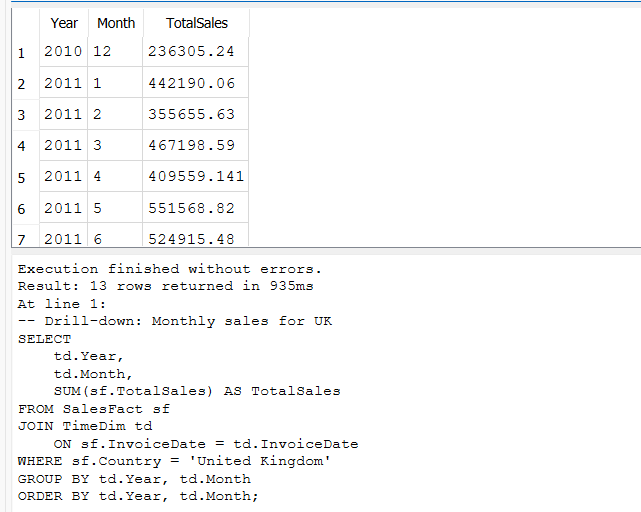 Year Month TotalSales
1 2010 12 236305.24
2 2011 1 442190.06
3 2011 2 355655.63
4 2011 3 467198.59
5 2011 4 409559.141
6 2011 5 551568.82
7 2011 6 524915.48
Execution finished without errors.
Result: 13 rows returned in 935ms
At line 1:
-- Drill-down: Monthly sales for UK
SELECT
    td.Year,
    td.Month,
    SUM(sf.TotalSales) AS TotalSales
FROM SalesFact sf
JOIN TimeDim td
    ON sf.InvoiceDate = td.InvoiceDate
WHERE sf.Country = 'United Kingdom'
GROUP BY td.Year, td.Month
ORDER BY td.Year, td.Month;